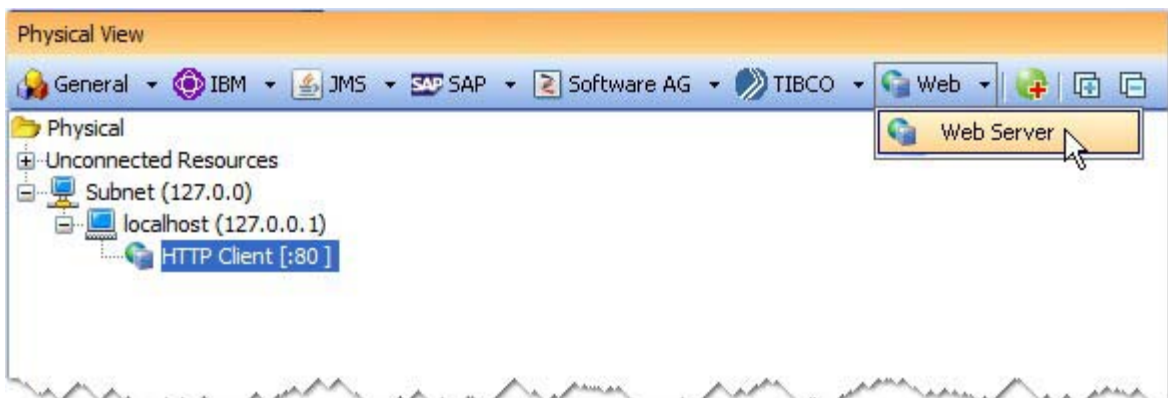 Physical View
General IBM JMS SAP SAP Software AG TIBCO Web
Web Server
Physical
Unconnected Resources
Subnet (127.0.0)
localhost (127.0.0.1)
HTTP Client [:80 ]